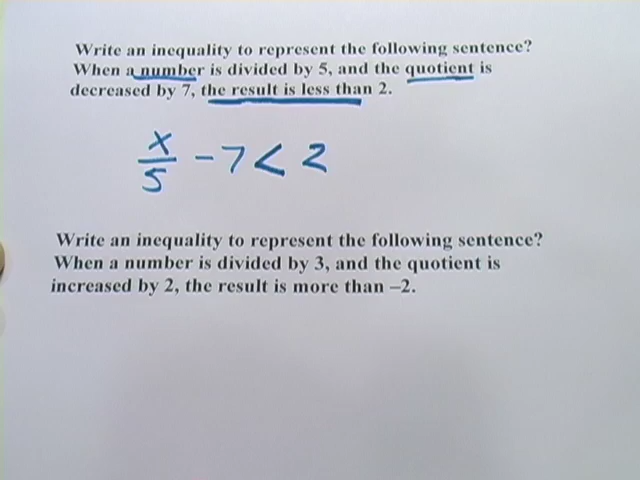 Write an inequality to represent the following sentence?
When a number is divided by 5, and the quotient is
decreased by 7, the result is less than 2.
x/5 - 7 < 2
Write an inequality to represent the following sentence?
When a number is divided by 3, and the quotient is
increased by 2, the result is more than –2.